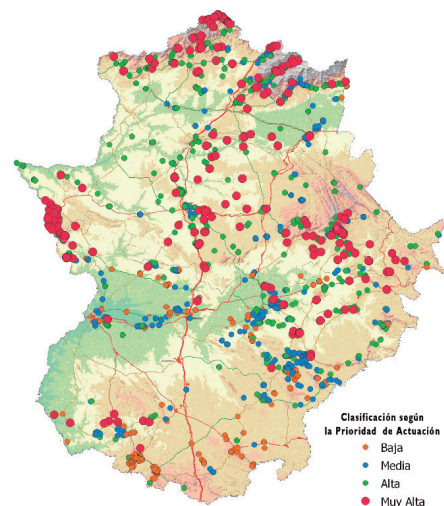 Clasificación según
la Prioridad de Actuación
Baja
Media
Alta
Muy Alta